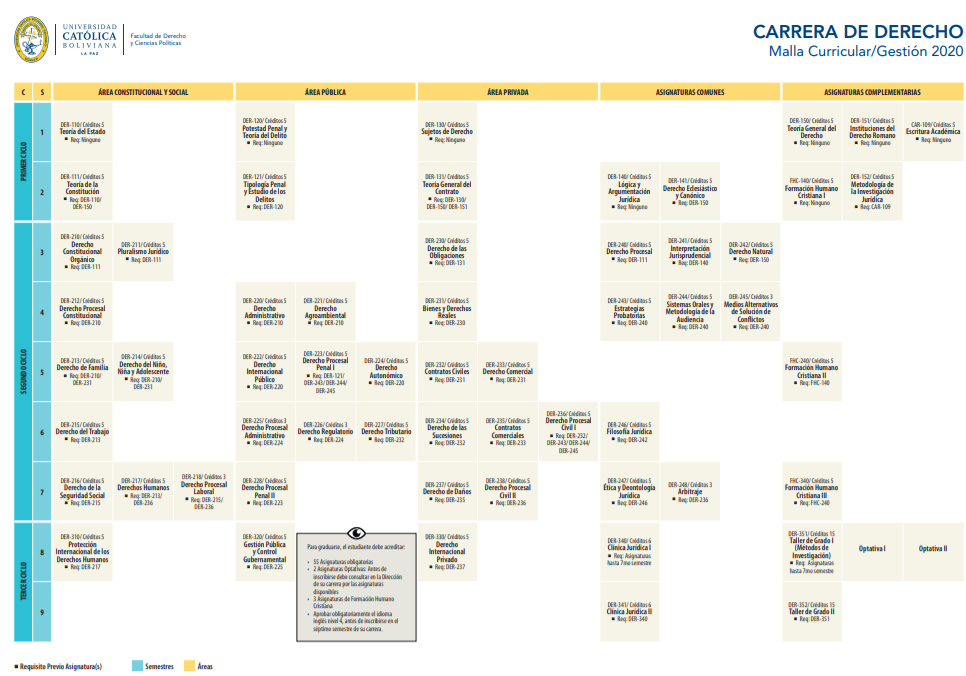 UNIVERSIDAD
CATÓLICA
BOLIVIANA
LA PAZ
Facultad de Derecho
y Ciencias Políticas
CARRERA DE DERECHO
Malla Curricular/Gestión 2020
C
S
ÁREA CONSTITUCIONAL Y SOCIAL
ÁREA PÚBLICA
ÁREA PRIVADA
ASIGNATURAS COMUNES
ASIGNATURAS COMPLEMENTARIAS
PRIMER CICLO
1
DER-110/ Créditos 5
Teoría del Estado
▪ Req: Ninguno
DER-120/ Créditos 5
Potestad Penal y
Teoría del Delito
▪ Req: Ninguno
DER-130/ Créditos 5
Sujetos de Derecho
▪ Req: Ninguno
DER-150/ Créditos 5
Teoría General del
Derecho
▪ Req: Ninguno
DER-151/ Créditos 5
Instituciones del
Derecho Romano
▪ Req: Ninguno
CAR-109/ Créditos 5
Escritura Académica
▪ Req: Ninguno
2
DER-111/ Créditos 5
Teoría de la
Constitución
▪ Req: DER-110/
DER-150
DER-121/ Créditos 5
Tipología Penal
y Estudio de los
Delitos
▪ Req: DER-120
DER-131/ Créditos 5
Teoría General del
Contrato
▪ Req: DER-130/
DER-150/ DER-151
DER-140/ Créditos 5
Lógica y
Argumentación
Jurídica
▪ Req: Ninguno
DER-141/ Créditos 5
Derecho Eclesiástico
y Canónico
▪ Req: DER-150
FHC-140/ Créditos 5
Formación Humano
Cristiana I
▪ Req: Ninguno
DER-152/ Créditos 5
Metodología de
la Investigación
Jurídica
▪ Req: CAR-109
SEGUNDO CICLO
3
DER-210/ Créditos 5
Derecho
Constitucional
Orgánico
▪ Req: DER-111
DER-211/ Créditos 5
Pluralismo Jurídico
▪ Req: DER-111
DER-230/ Créditos 5
Derecho de las
Obligaciones
▪ Req: DER-131
DER-240/ Créditos 5
Derecho Procesal
▪ Req: DER-111
DER-241/ Créditos 5
Interpretación
Jurisprudencial
▪ Req: DER-140
DER-242/ Créditos 5
Derecho Natural
▪ Req: DER-150
4
DER-212/ Créditos 5
Derecho Procesal
Constitucional
▪ Req: DER-210
DER-220/ Créditos 5
Derecho
Administrativo
▪ Req: DER-210
DER-221/ Créditos 5
Derecho
Agroambiental
▪ Req: DER-210
DER-231/ Créditos 5
Bienes y Derechos
Reales
▪ Req: DER-230
DER-243/ Créditos 5
Estrategias
Probatorias
▪ Req: DER-240
DER-244/ Créditos 5
Sistemas Orales y
Metodología de la
Audiencia
▪ Req: DER-240
DER-245/ Créditos 3
Medios Alternativos
de Solución de
Conflictos
▪ Req: DER-240
5
DER-213/ Créditos 5
Derecho de Familia
▪ Req: DER-210/
DER-231
DER-214/ Créditos 5
Derecho del Niño,
Niña y Adolescente
▪ Req: DER-210/
DER-231
DER-222/ Créditos 5
Derecho
Internacional
Público
▪ Req: DER-220
DER-223/ Créditos 5
Derecho Procesal
Penal I
▪ Req: DER-121/
DER-243/ DER-244/
DER-245
DER-224/ Créditos 5
Derecho
Autonómico
▪ Req: DER-220
DER-232/ Créditos 5
Contratos Civiles
▪ Req: DER-231
DER-233/ Créditos 5
Derecho Comercial
▪ Req: DER-231
FHC-240/ Créditos 5
Formación Humano
Cristiana II
▪ Req: FHC-140
6
DER-215/ Créditos 5
Derecho del Trabajo
▪ Req: DER-213
DER-225/ Créditos 3
Derecho Procesal
Administrativo
▪ Req: DER-224
DER-226/ Créditos 3
Derecho Regulatorio
▪ Req: DER-224
DER-227/ Créditos 5
Derecho Tributario
▪ Req: DER-232
DER-234/ Créditos 5
Derecho de las
Sucesiones
▪ Req: DER-232
DER-235/ Créditos 5
Contratos
Comerciales
▪ Req: DER-233
DER-236/ Créditos 5
Derecho Procesal
Civil I
▪ Req: DER-232/
DER-243/ DER-244/
DER-245
DER-246/ Créditos 5
Filosofía Jurídica
▪ Req: DER-242
7
DER-216/ Créditos 5
Derecho de la
Seguridad Social
▪ Req: DER-215
DER-217/ Créditos 5
Derechos Humanos
▪ Req: DER-213/
DER-236
DER-218/ Créditos 3
Derecho Procesal
Laboral
▪ Req: DER-215/
DER-236
DER-228/ Créditos 5
Derecho Procesal
Penal II
▪ Req: DER-223
DER-237/ Créditos 5
Derecho de Daños
▪ Req: DER-235
DER-238/ Créditos 5
Derecho Procesal
Civil II
▪ Req: DER-236
DER-247/ Créditos 5
Ética y Deontología
Jurídica
▪ Req: DER-246
DER-248/ Créditos 3
Arbitraje
▪ Req: DER-236
FHC-340/ Créditos 5
Formación Humano
Cristiana III
▪ Req: FHC-240
TERCER CICLO
8
DER-310/ Créditos 5
Protección
Internacional de los
Derechos Humanos
▪ Req: DER-217
DER-320/ Créditos 5
Gestión Pública
y Control
Gubernamental
▪ Req: DER-225
Para graduarse, el estudiante debe acreditar:
• 55 Asignaturas obligatorias
• 2 Asignaturas Optativas: Antes de
inscribirse debe consultar en la Dirección
de su carrera por las asignaturas
disponibles
• 3 Asignaturas de Formación Humano
Cristiana
• Aprobar obligatoriamente el idioma
inglés nivel 4, antes de inscribirse en el
séptimo semestre de su carrera.
DER-330/ Créditos 5
Derecho
Internacional
Privado
▪ Req: DER-237
DER-340/ Créditos 6
Clínica Jurídica I
▪ Req: Asignaturas
hasta 7mo semestre
DER-351/ Créditos 15
Taller de Grado I
(Métodos de
Investigación)
▪ Req: Asignaturas
hasta 7mo semestre
Optativa I
Optativa II
9
DER-341/ Créditos 6
Clínica Jurídica II
▪ Req: DER-340
DER-352/ Créditos 15
Taller de Grado II
▪ Req: DER-351
▪ Requisito Previo Asignatura(s)
Semestres
Áreas